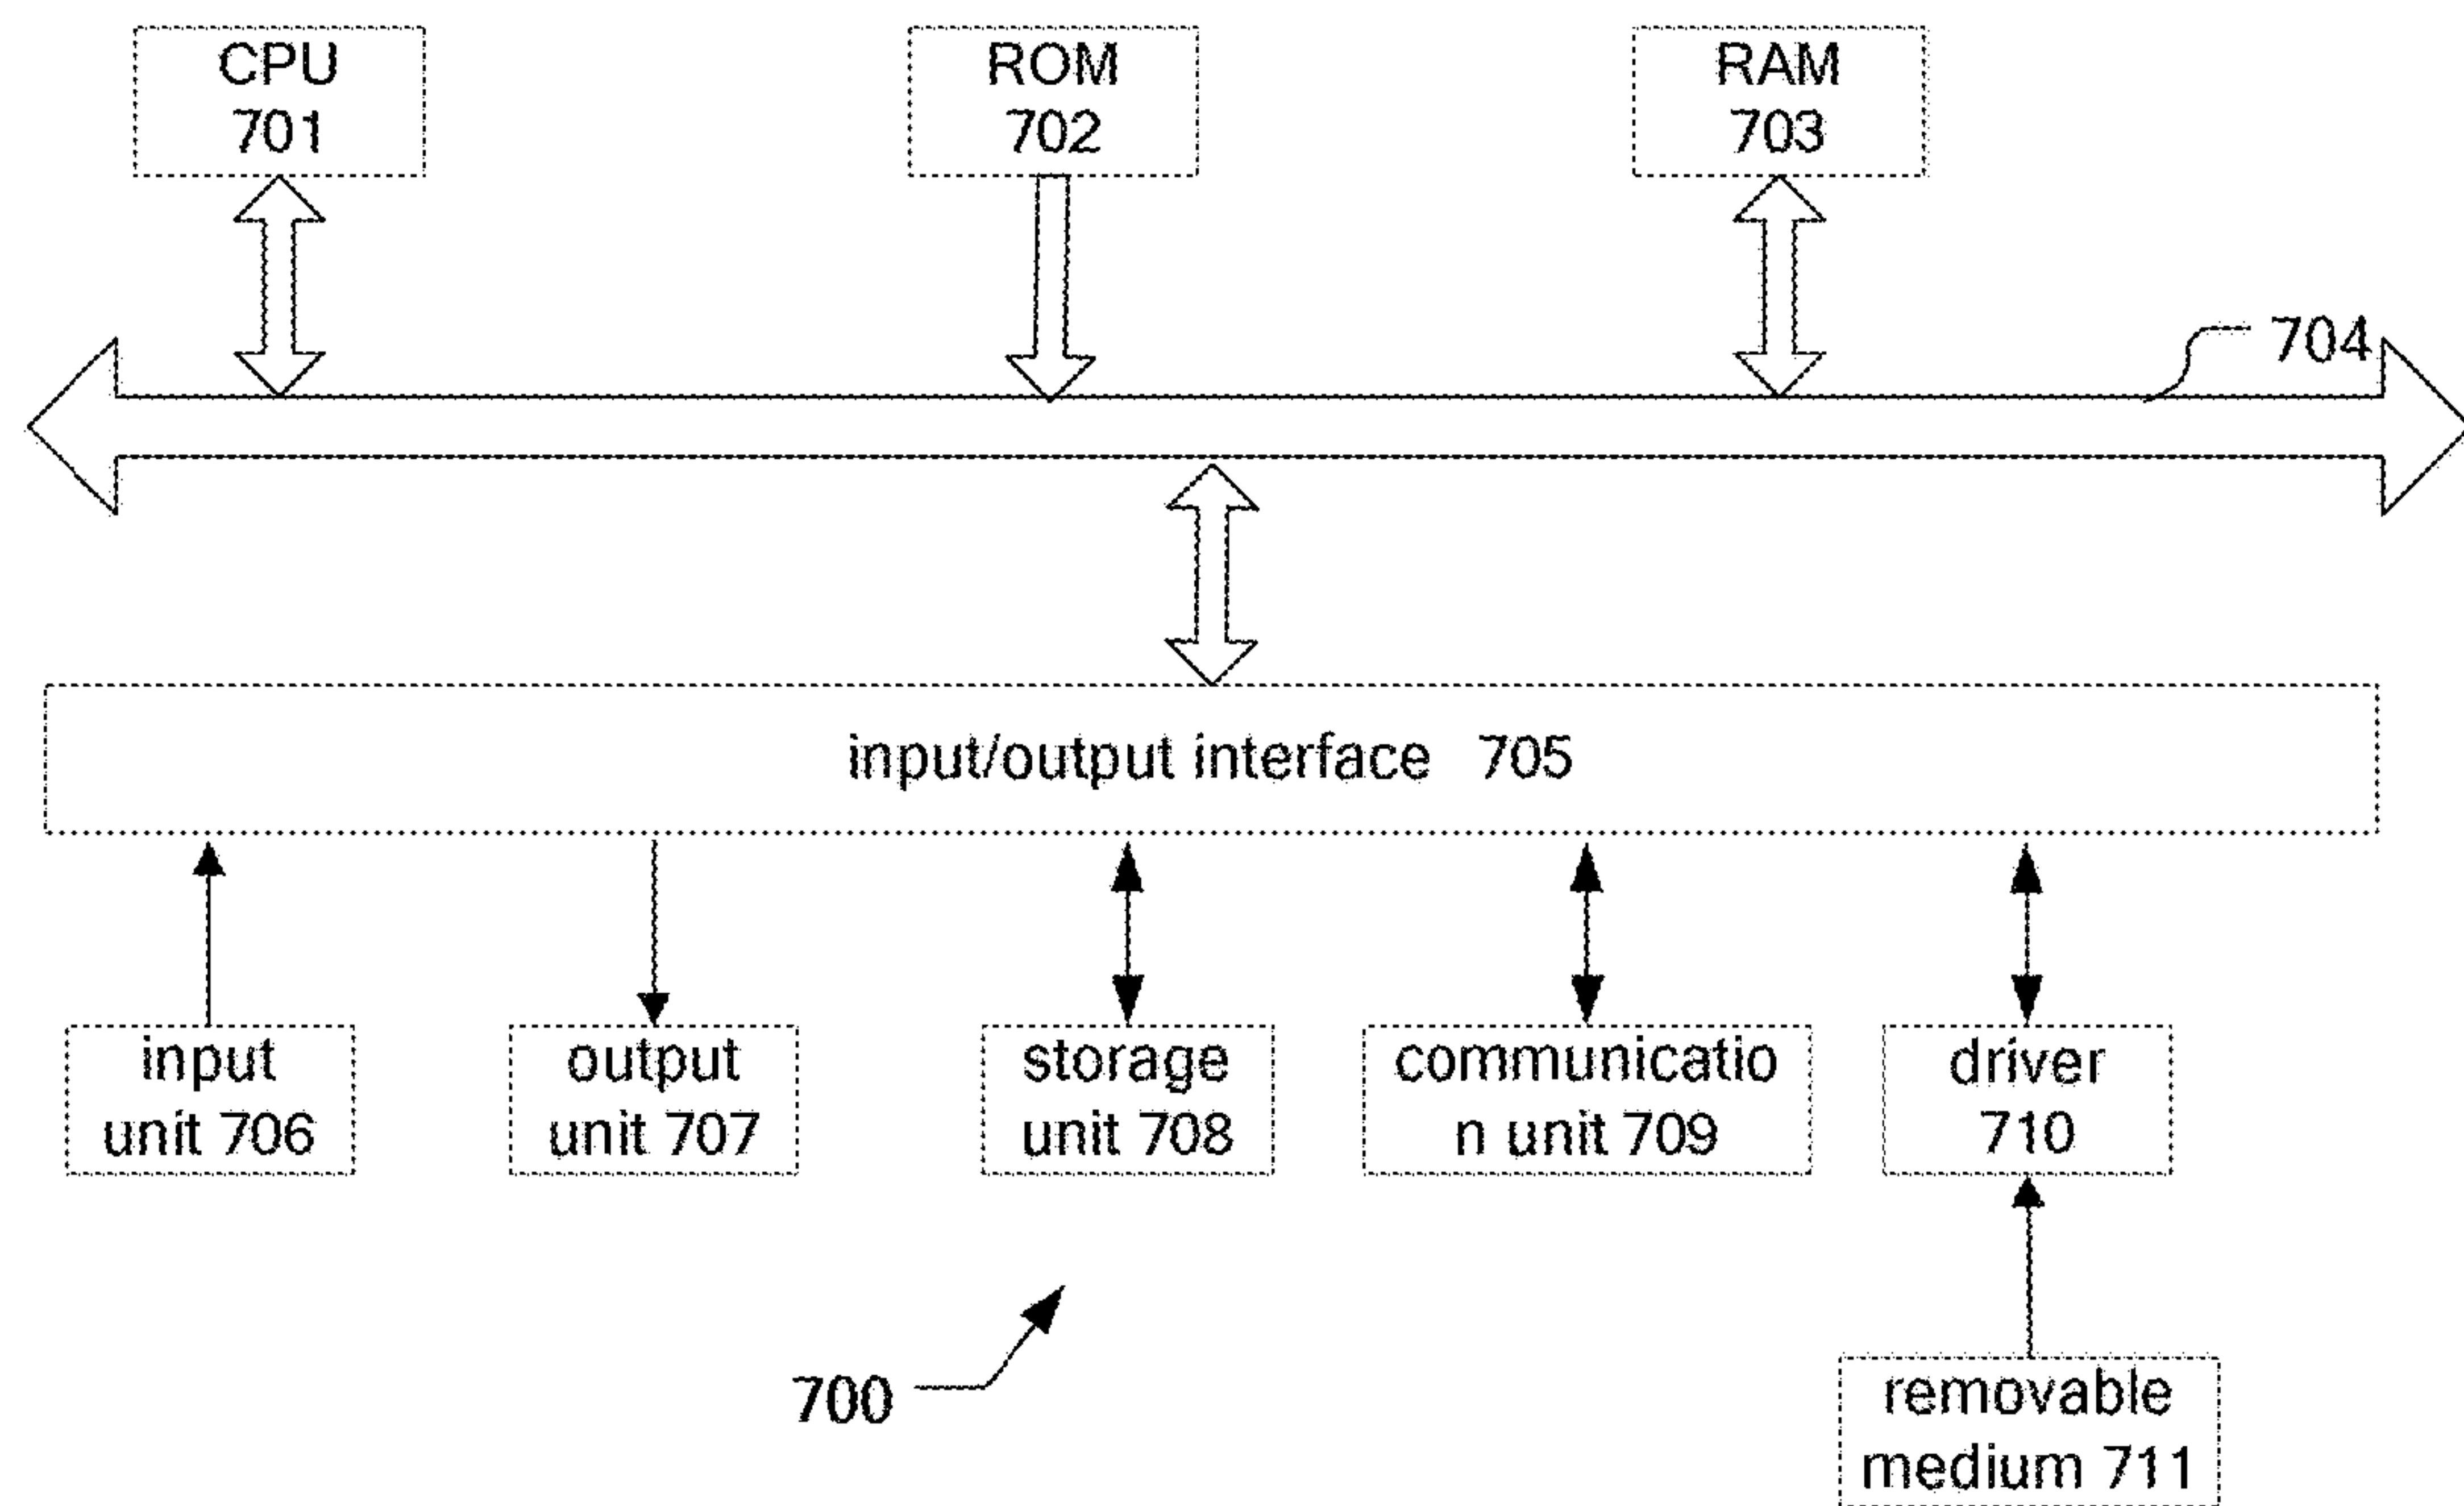 CPU
701
ROM
702
RAM
703
704
input/output interface 705
input
unit 706
output
unit 707
storage
unit 708
communicatio
n unit 709
driver
710
700
removable
medium 711